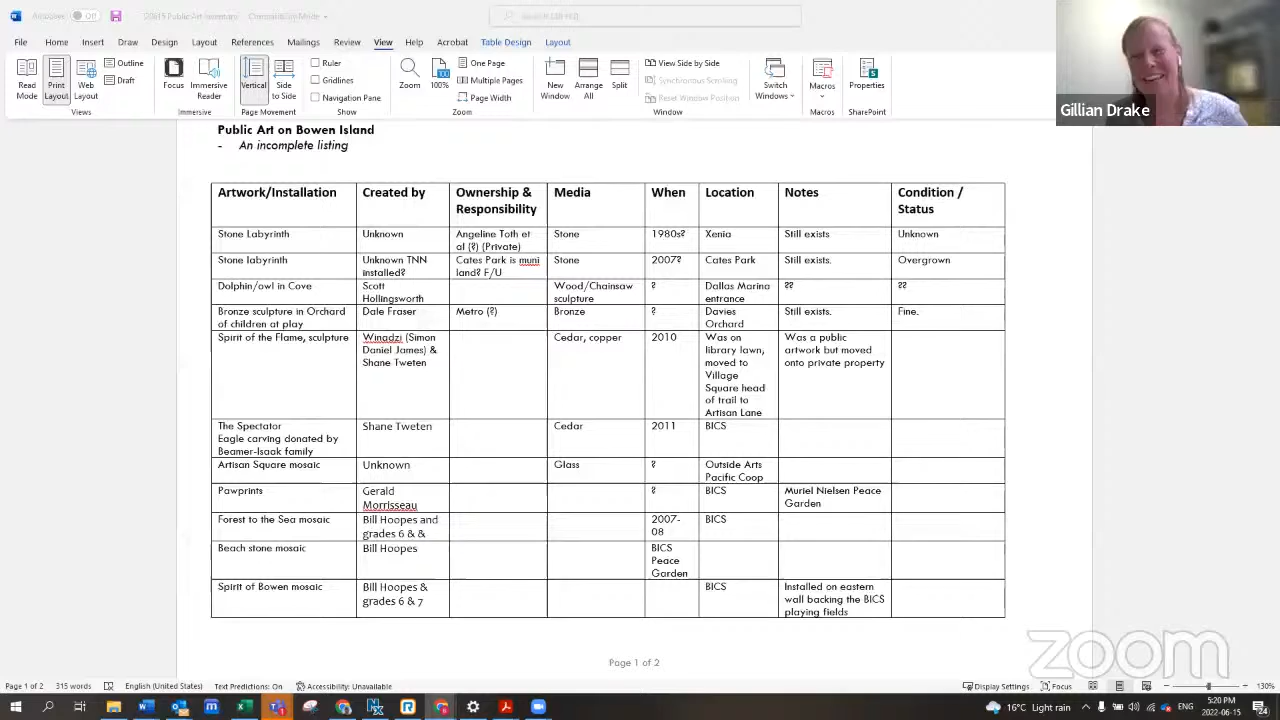 AutoSave Off
File Home Insert Draw Design Layout References Mailings Review View Help Acrobat Table Design Layout
Read Mode
Print Layout
Web Layout
Outline
Draft
Views
Focus
Immersive Reader
Immersive
Vertical
Side to Side
Page Movement
Ruler
Gridlines
Navigation Pane
Show
Zoom
100%
One Page
Multiple Pages
Page Width
Zoom
New Window
Arrange All
Split
View Side by Side
Synchronous Scrolling
Reset Window Position
Window
Switch Windows
Macros
Macros
Properties
SharePoint
Gillian Drake
Public Art on Bowen Island
- An incomplete listing
Artwork/Installation Created by Ownership & Responsibility Media When Location Notes Condition / Status
Stone Labyrinth Unknown Angeline Toth et al (?) (Private) Stone 1980s? Xenia Still exists Unknown
Stone labyrinth Unknown TNN installed? Cates Park is muni land? F/U Stone 2007? Cates Park Still exists. Overgrown
Dolphin/owl in Cove Scott Hollingsworth Wood/Chainsaw sculpture ? Dallas Marina entrance ?? ??
Bronze sculpture in Orchard of children at play Dale Fraser Metro (?) Bronze ? Davies Orchard Still exists. Fine.
Spirit of the Flame, sculpture Winadzi (Simon Daniel James) & Shane Tweten Cedar, copper 2010 Was on library lawn, moved to Village Square head of trail to Artisan Lane Was a public artwork but moved onto private property
The Spectator Eagle carving donated by Beamer-Isaak family Shane Tweten Cedar 2011 BICS
Artisan Square mosaic Unknown Glass ? Outside Arts Pacific Coop
Pawprints Gerald Morrisseau ? BICS Muriel Nielsen Peace Garden
Forest to the Sea mosaic Bill Hoopes and grades 6 & & 2007-08 BICS
Beach stone mosaic Bill Hoopes BICS Peace Garden
Spirit of Bowen mosaic Bill Hoopes & grades 6 & 7 BICS Installed on eastern wall backing the BICS playing fields
Page 1 of 2
zoom
Page 1 of 2 315 words English (United States) Text Predictions: On Accessibility: Unavailable Display Settings Focus 130%
16°C Light rain ENG 5:20 PM
2022-06-15 24